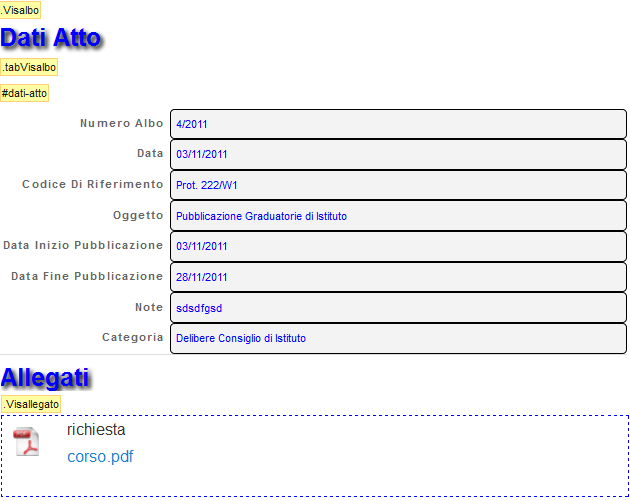 .Visalbo
Dati Atto
.tabVisalbo
#dati-atto
Numero Albo 4/2011
Data 03/11/2011
Codice Di Riferimento Prot. 222/W1
Oggetto Pubblicazione Graduatorie di Istituto
Data Inizio Pubblicazione 03/11/2011
Data Fine Pubblicazione 28/11/2011
Note sdsdfgsd
Categoria Delibere Consiglio di Istituto
Allegati
.Visallegato
richiesta
corso.pdf